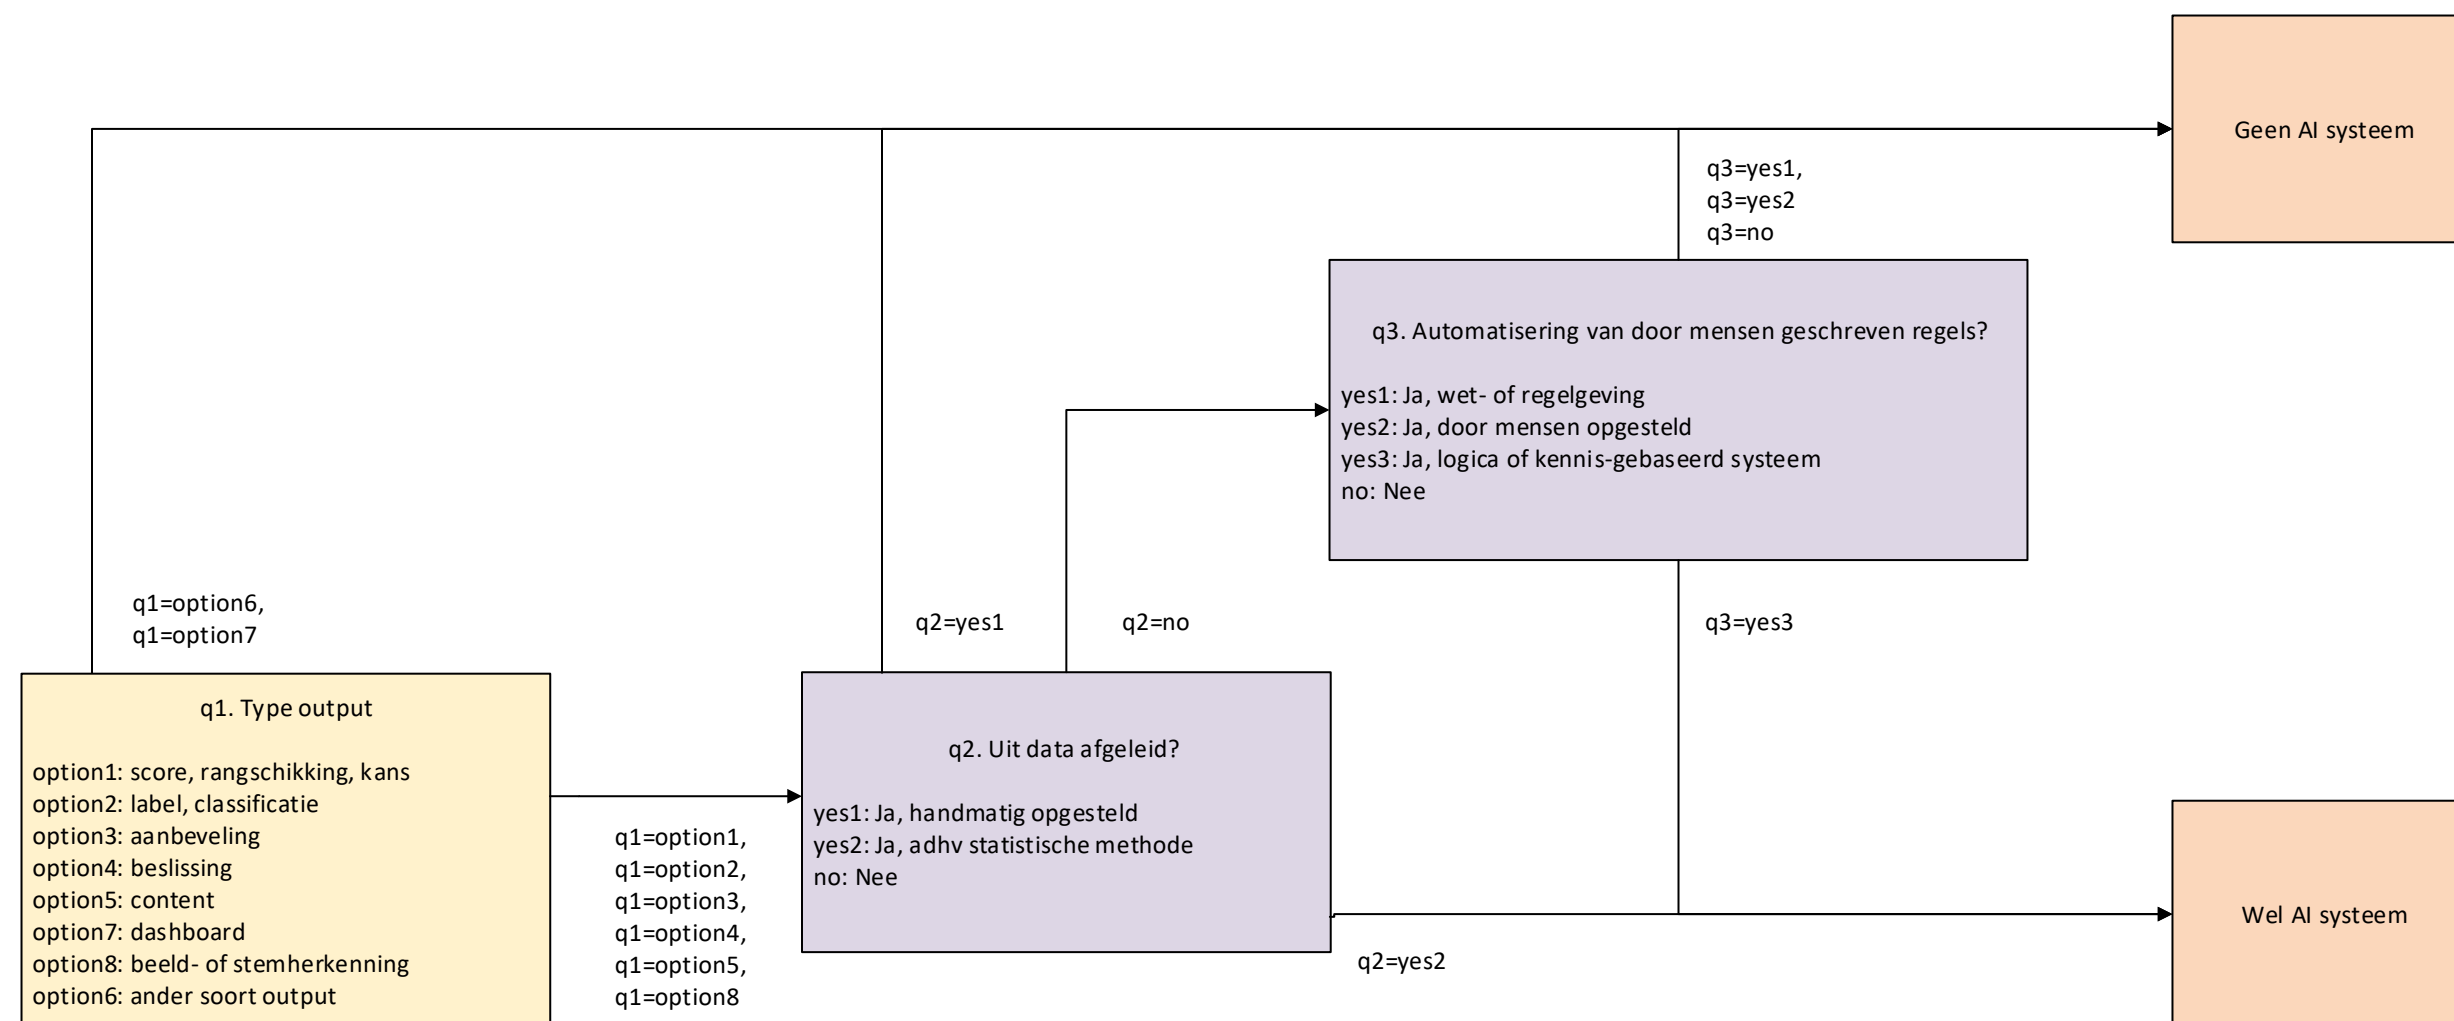 Geen AI systeem
q3=yes1,
q3=yes2
q3=no
q3. Automatisering van door mensen geschreven regels?
yes1: Ja, wet- of regelgeving
yes2: Ja, door mensen opgesteld
yes3: Ja, logica of kennis-gebaseerd systeem
no: Nee
q1=option6,
q1=option7
q2=yes1
q2=no
q3=yes3
q1. Type output
option1: score, rangschikking, kans
option2: label, classificatie
option3: aanbeveling
option4: beslissing
option5: content
option7: dashboard
option8: beeld- of stemherkenning
option6: ander soort output
q1=option1,
q1=option2,
q1=option3,
q1=option4,
q1=option5,
q1=option8
q2. Uit data afgeleid?
yes1: Ja, handmatig opgesteld
yes2: Ja, adhv statistische methode
no: Nee
q2=yes2
Wel AI systeem